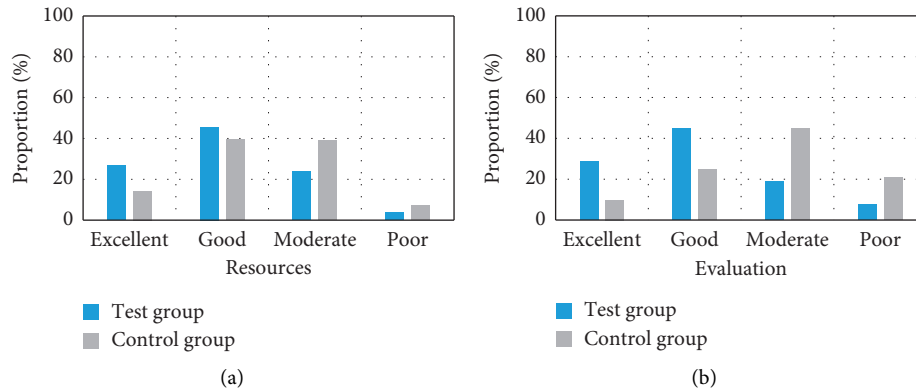 100
80
60
40
20
0
Proportion (%)
Excellent Good Moderate Poor
Resources
Test group
Control group
(a)
100
80
60
40
20
0
Proportion (%)
Excellent Good Moderate Poor
Evaluation
Test group
Control group
(b)